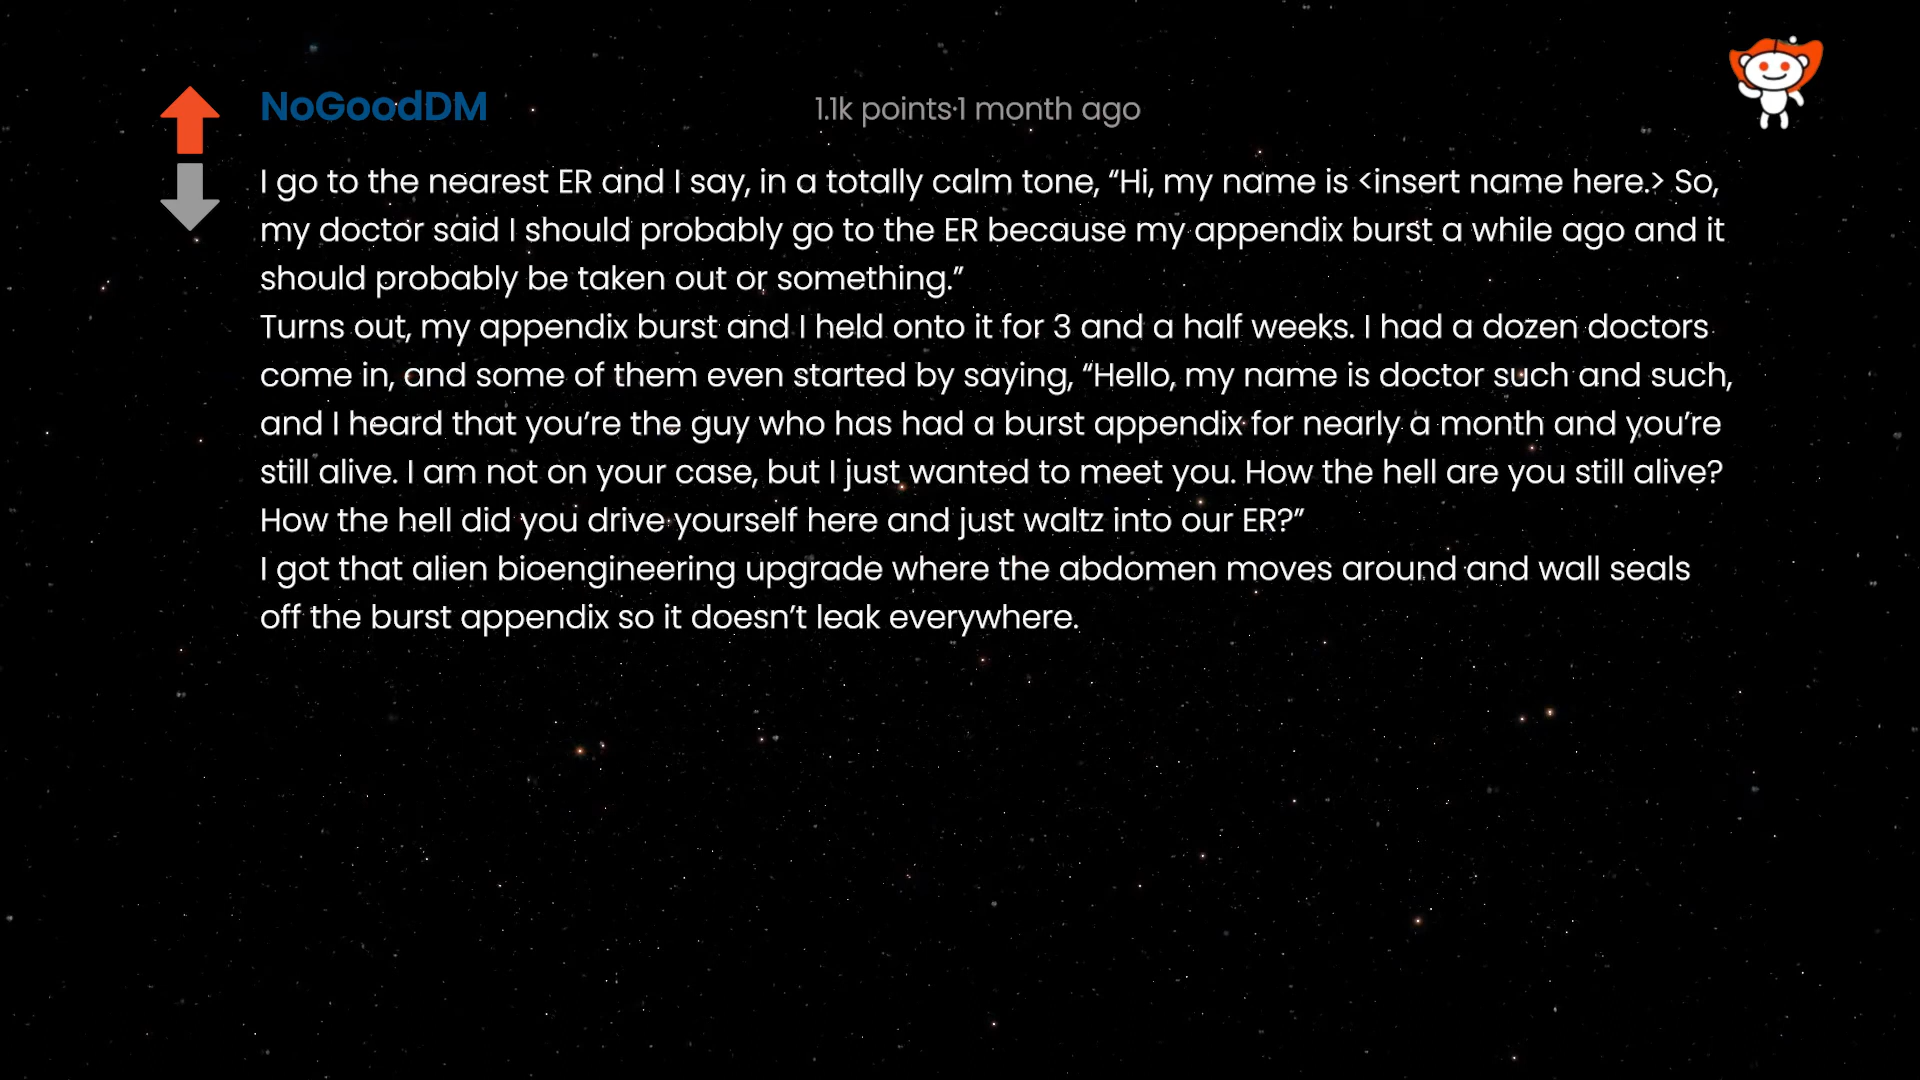 NoGoodDM
1.1k points·1 month ago
I go to the nearest ER and I say, in a totally calm tone, “Hi, my name is <insert name here.> So,
my doctor said I should probably go to the ER because my appendix burst a while ago and it
should probably be taken out or something.”
Turns out, my appendix burst and I held onto it for 3 and a half weeks. I had a dozen doctors
come in, and some of them even started by saying, “Hello, my name is doctor such and such,
and I heard that you’re the guy who has had a burst appendix for nearly a month and you’re
still alive. I am not on your case, but I just wanted to meet you. How the hell are you still alive?
How the hell did you drive yourself here and just waltz into our ER?”
I got that alien bioengineering upgrade where the abdomen moves around and wall seals
off the burst appendix so it doesn’t leak everywhere.